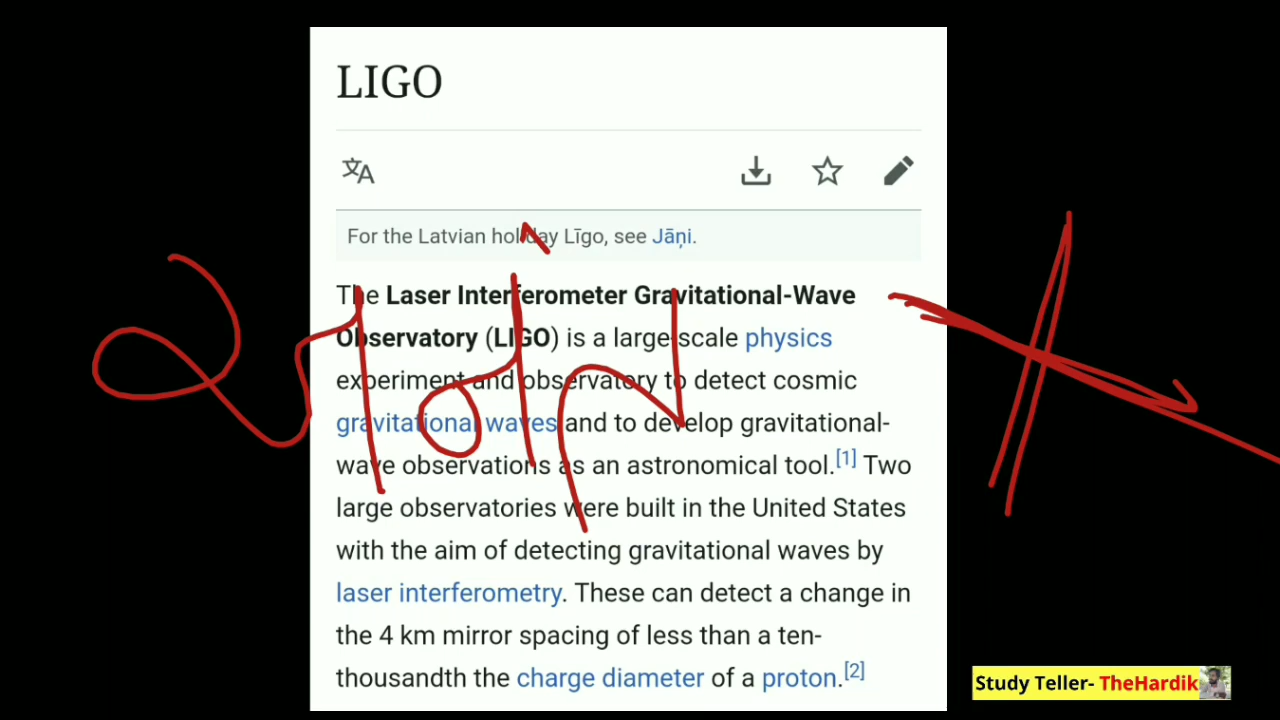 LIGO
For the Latvian holiday Līgo, see Jāņi.
The Laser Interferometer Gravitational-Wave
Observatory (LIGO) is a large-scale physics
experiment and observatory to detect cosmic
gravitational waves and to develop gravitational-
wave observations as an astronomical tool.[1] Two
large observatories were built in the United States
with the aim of detecting gravitational waves by
laser interferometry. These can detect a change in
the 4 km mirror spacing of less than a ten-
thousandth the charge diameter of a proton.[2]
Study Teller- TheHardik